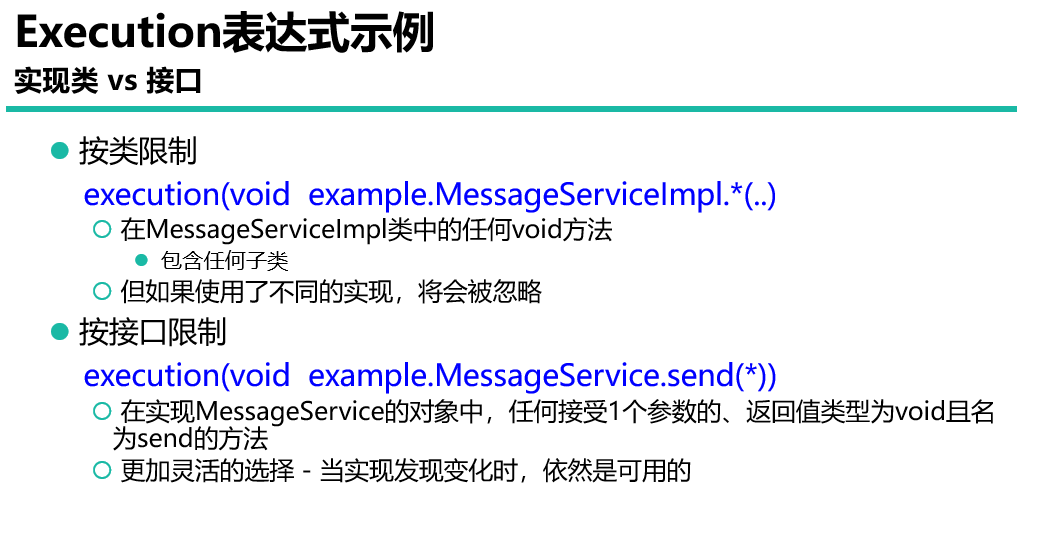 Execution表达式示例
实现类 vs 接口
按类限制
execution(void example.MessageServiceImpl.*(..)
在MessageServiceImpl类中的任何void方法
包含任何子类
但如果使用了不同的实现，将会被忽略
按接口限制
execution(void example.MessageService.send(*))
在实现MessageService的对象中，任何接受1个参数的、返回值类型为void且名
为send的方法
更加灵活的选择 - 当实现发现变化时，依然是可用的